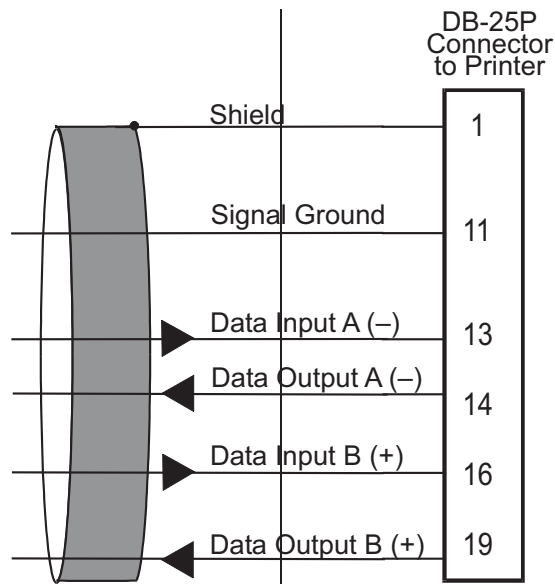 DB-25P
Connector
to Printer
Shield 1
Signal Ground 11
Data Input A (–) 13
Data Output A (–) 14
Data Input B (+) 16
Data Output B (+) 19